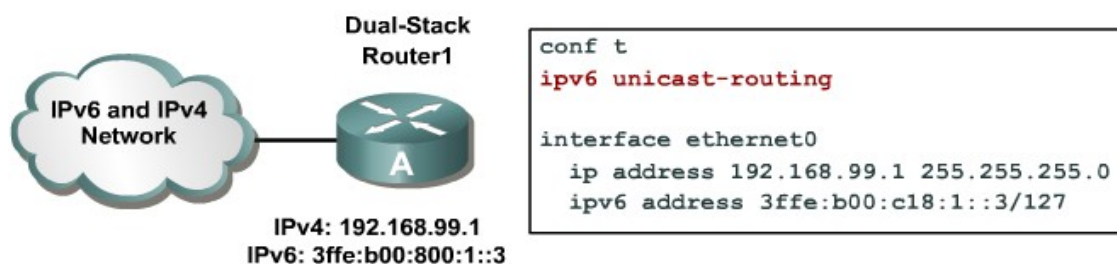 Dual-Stack
Router1
IPv6 and IPv4
Network
A
IPv4: 192.168.99.1
IPv6: 3ffe:b00:800:1::3
conf t
ipv6 unicast-routing
interface ethernet0
ip address 192.168.99.1 255.255.255.0
ipv6 address 3ffe:b00:c18:1::3/127